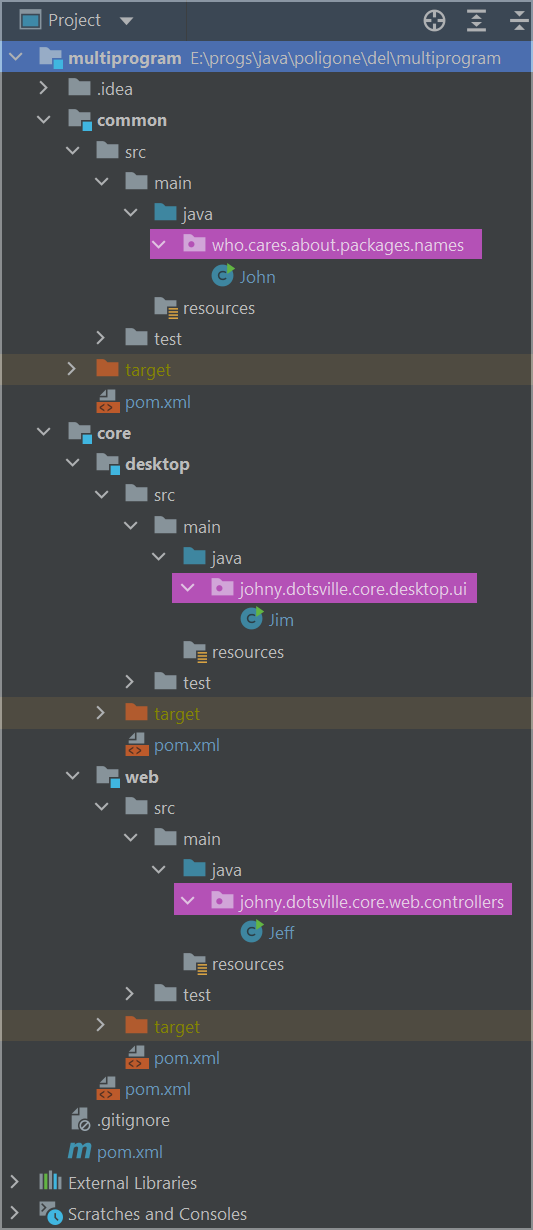 Project
multiprogram E:\progs\java\poligone\del\multiprogram
.idea
common
src
main
java
who.cares.about.packages.names
C John
resources
test
target
<> pom.xml
core
desktop
src
main
java
johny.dotsville.core.desktop.ui
C Jim
resources
test
target
<> pom.xml
web
src
main
java
johny.dotsville.core.web.controllers
C Jeff
resources
test
target
<> pom.xml
<> pom.xml
.gitignore
m pom.xml
External Libraries
Scratches and Consoles